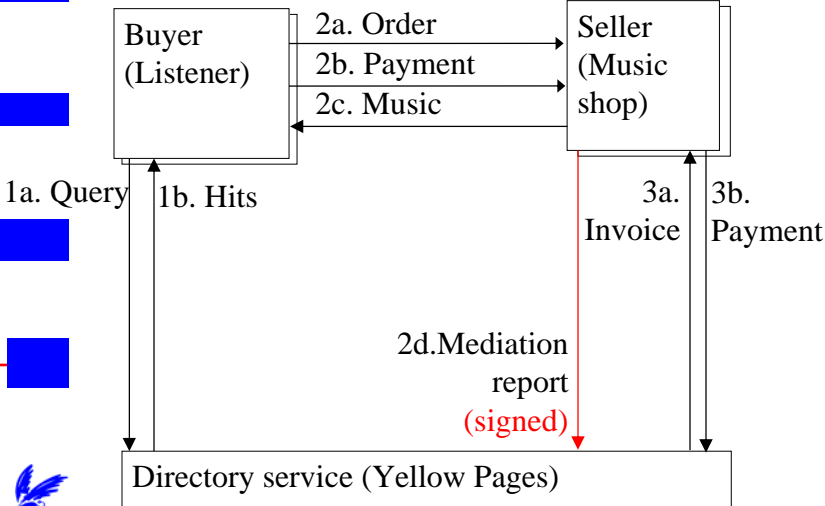 Buyer
(Listener)
2a. Order
2b. Payment
2c. Music
Seller
(Music
shop)
1a. Query
1b. Hits
3a.
Invoice
3b.
Payment
2d.Mediation
report
(signed)
Directory service (Yellow Pages)